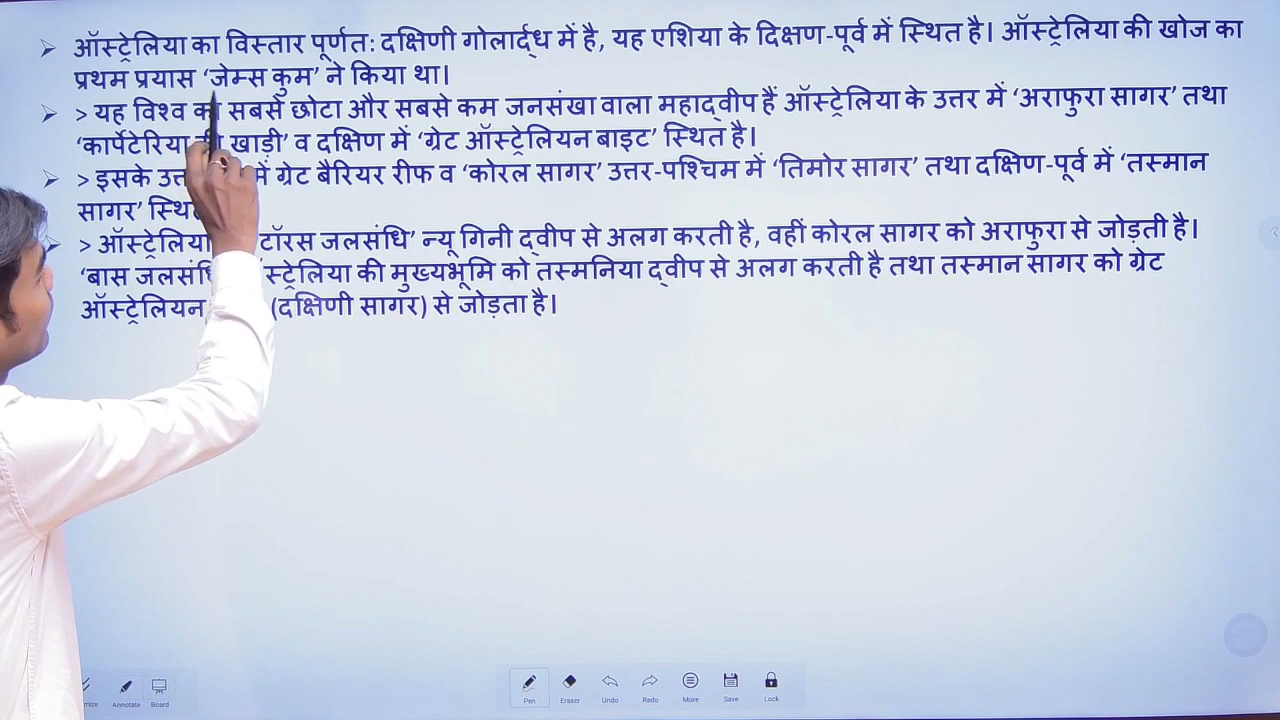 ➢ ऑस्ट्रेलिया का विस्तार पूर्णतः दक्षिणी गोलार्द्ध में है, यह एशिया के दिक्षण-पूर्व में स्थित है। ऑस्ट्रेलिया की खोज का
प्रथम प्रयास ‘जेम्स कुम’ ने किया था।
➢ > यह विश्व का सबसे छोटा और सबसे कम जनसंखा वाला महाद्वीप हैं ऑस्ट्रेलिया के उत्तर में ‘अराफुरा सागर’ तथा
‘कार्पेटेरिया की खाड़ी’ व दक्षिण में ‘ग्रेट ऑस्ट्रेलियन बाइट’ स्थित है।
➢ > इसके में ग्रेट बैरियर रीफ व ‘कोरल सागर’ उत्तर-पश्चिम में ‘तिमोर सागर’ तथा दक्षिण-पूर्व में ‘तस्मान
सागर’
> ऑस्ट्रेलिया टॉरस जलसंधि’ न्यू गिनी द्वीप से अलग करती है, वहीं कोरल सागर को अराफुरा से जोड़ती है।
‘बास की मुख्यभूमि को तस्मनिया द्वीप से अलग करती है तथा तस्मान सागर को ग्रेट
ऑस्ट्रेलियन (दक्षिणी सागर) से जोड़ता है।
Annotate Board Pen Eraser Undo Redo More Save Lock